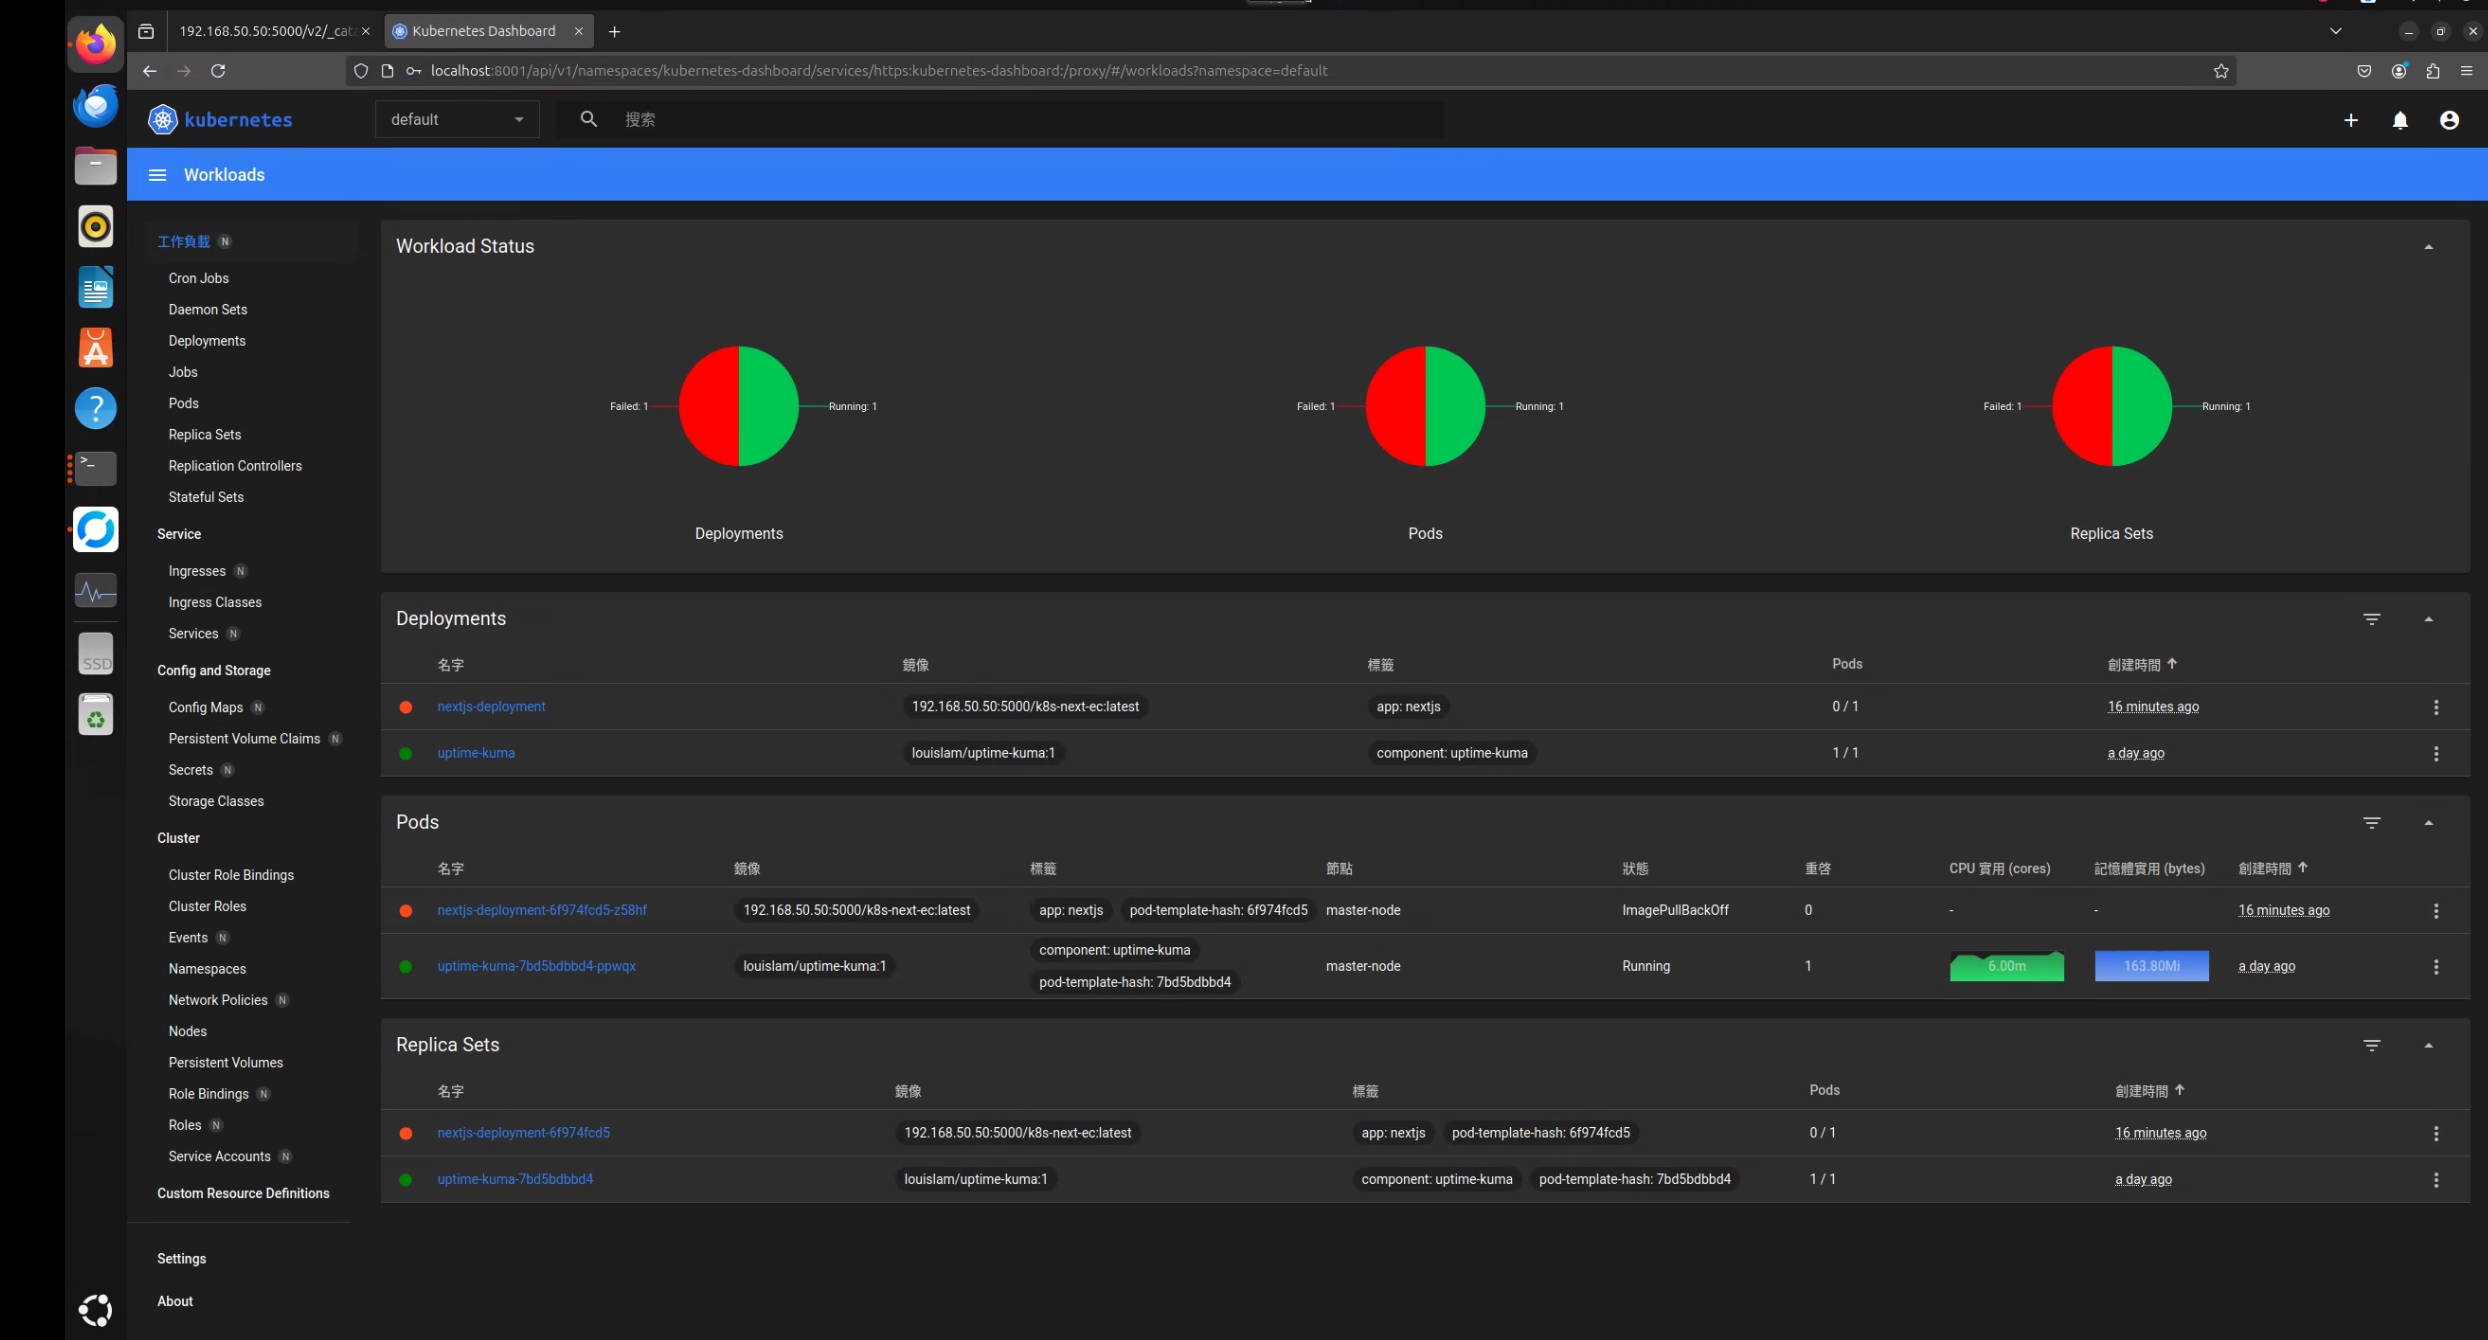 192.168.50.50:5000/v2/_cat
Kubernetes Dashboard
localhost:8001/api/v1/namespaces/kubernetes-dashboard/services/https:kubernetes-dashboard:/proxy/#/workloads?namespace=default
kubernetes
default
搜索
Workloads
工作負載 N
Cron Jobs
Daemon Sets
Deployments
Jobs
Pods
Replica Sets
Replication Controllers
Stateful Sets
Service
Ingresses N
Ingress Classes
Services N
Config and Storage
Config Maps N
Persistent Volume Claims N
Secrets N
Storage Classes
Cluster
Cluster Role Bindings
Cluster Roles
Events N
Namespaces
Network Policies N
Nodes
Persistent Volumes
Role Bindings N
Roles N
Service Accounts N
Custom Resource Definitions
Settings
About
SSD
Workload Status
Failed: 1 Running: 1
Failed: 1 Running: 1
Failed: 1 Running: 1
Deployments Pods Replica Sets
Deployments
名字 鏡像 標籤 Pods 創建時間
nextjs-deployment 192.168.50.50:5000/k8s-next-ec:latest app: nextjs 0 / 1 16 minutes ago
uptime-kuma louislam/uptime-kuma:1 component: uptime-kuma 1 / 1 a day ago
Pods
名字 鏡像 標籤 節點 狀態 重啓 CPU 實用 (cores) 記憶體實用 (bytes) 創建時間
nextjs-deployment-6f974fcd5-z58hf 192.168.50.50:5000/k8s-next-ec:latest app: nextjs pod-template-hash: 6f974fcd5 master-node ImagePullBackOff 0 - - 16 minutes ago
uptime-kuma-7bd5bdbbd4-ppwqx louislam/uptime-kuma:1 component: uptime-kuma pod-template-hash: 7bd5bdbbd4 master-node Running 1 6.00m 163.80Mi a day ago
Replica Sets
名字 鏡像 標籤 Pods 創建時間
nextjs-deployment-6f974fcd5 192.168.50.50:5000/k8s-next-ec:latest app: nextjs pod-template-hash: 6f974fcd5 0 / 1 16 minutes ago
uptime-kuma-7bd5bdbbd4 louislam/uptime-kuma:1 component: uptime-kuma pod-template-hash: 7bd5bdbbd4 1 / 1 a day ago